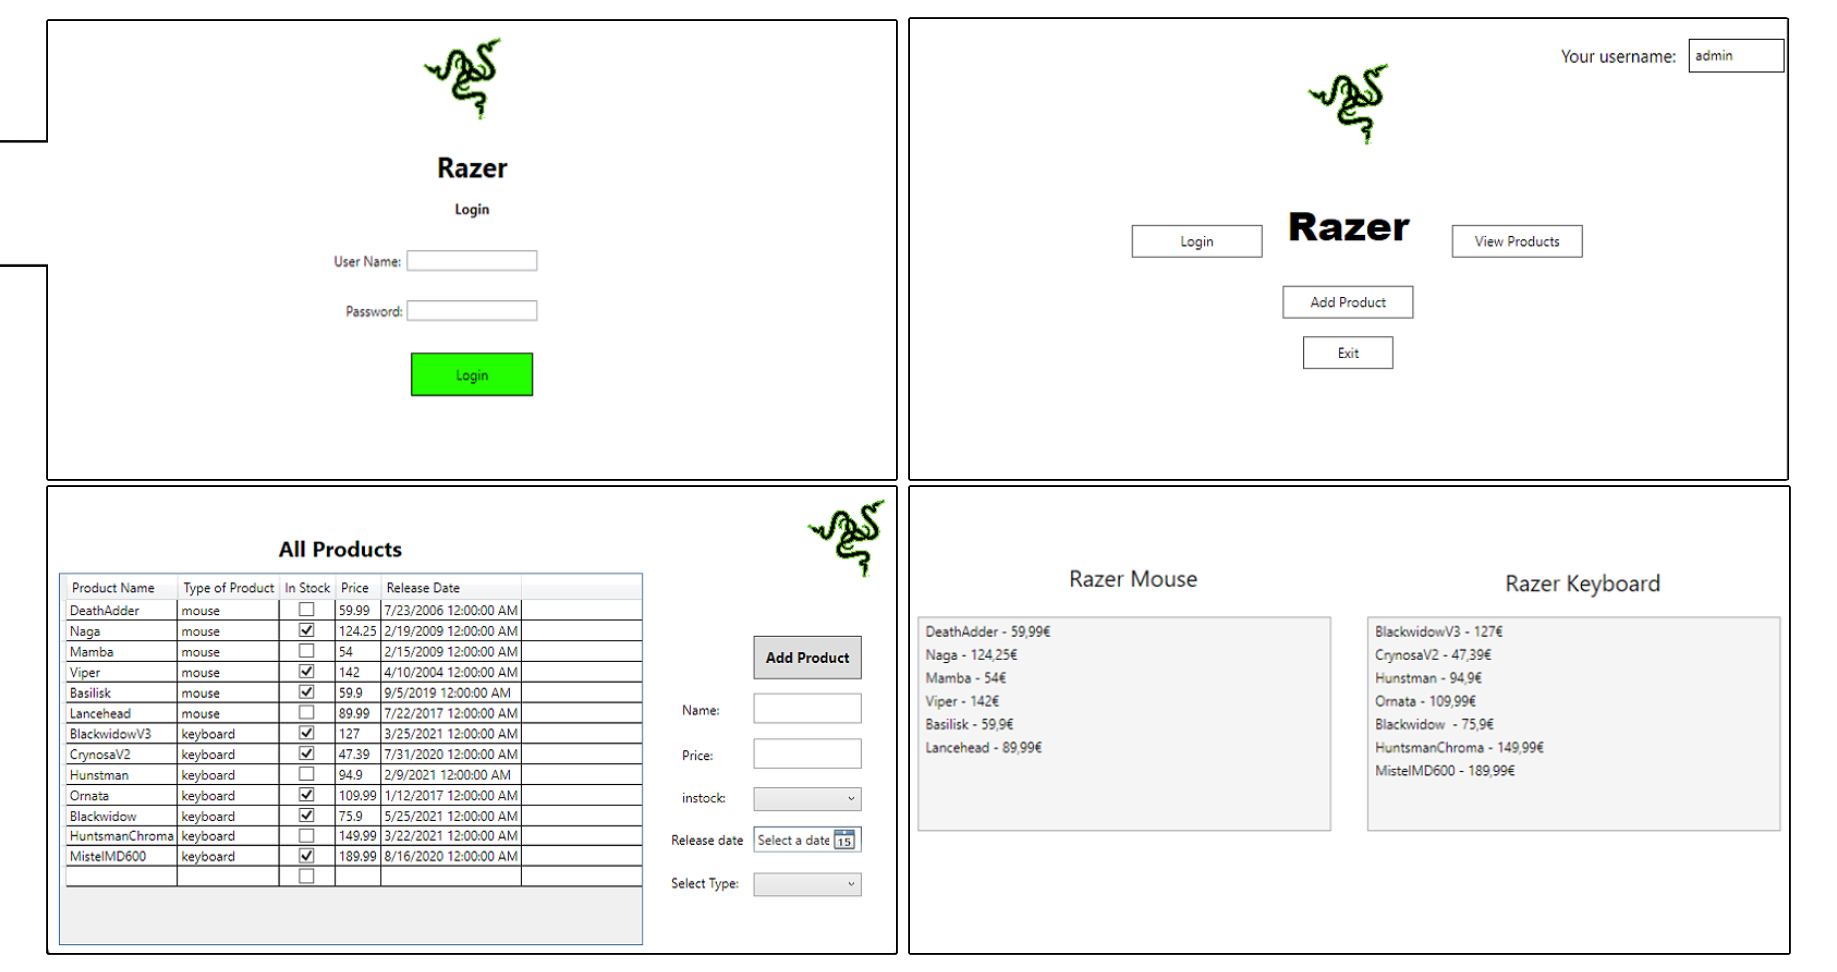 Razer
Login
User Name:
Password:
Login
Your username: admin
Razer
Login
View Products
Add Product
Exit
All Products
Product Name Type of Product In Stock Price Release Date
DeathAdder mouse 59.99 7/23/2006 12:00:00 AM
Naga mouse 124.25 2/19/2009 12:00:00 AM
Mamba mouse 54 2/15/2009 12:00:00 AM
Viper mouse 142 4/10/2004 12:00:00 AM
Basilisk mouse 59.9 9/5/2019 12:00:00 AM
Lancehead mouse 89.99 7/22/2017 12:00:00 AM
BlackwidowV3 keyboard 127 3/25/2021 12:00:00 AM
CrynosaV2 keyboard 47.39 7/31/2020 12:00:00 AM
Hunstman keyboard 94.9 2/9/2021 12:00:00 AM
Ornata keyboard 109.99 1/12/2017 12:00:00 AM
Blackwidow keyboard 75.9 5/25/2021 12:00:00 AM
HuntsmanChroma keyboard 149.99 3/22/2021 12:00:00 AM
MistelMD600 keyboard 189.99 8/16/2020 12:00:00 AM
Add Product
Name:
Price:
instock:
Release date Select a date 15
Select Type:
Razer Mouse
DeathAdder - 59,99€
Naga - 124,25€
Mamba - 54€
Viper - 142€
Basilisk - 59,9€
Lancehead - 89,99€
Razer Keyboard
BlackwidowV3 - 127€
CrynosaV2 - 47,39€
Hunstman - 94,9€
Ornata - 109,99€
Blackwidow - 75,9€
HuntsmanChroma - 149,99€
MistelMD600 - 189,99€